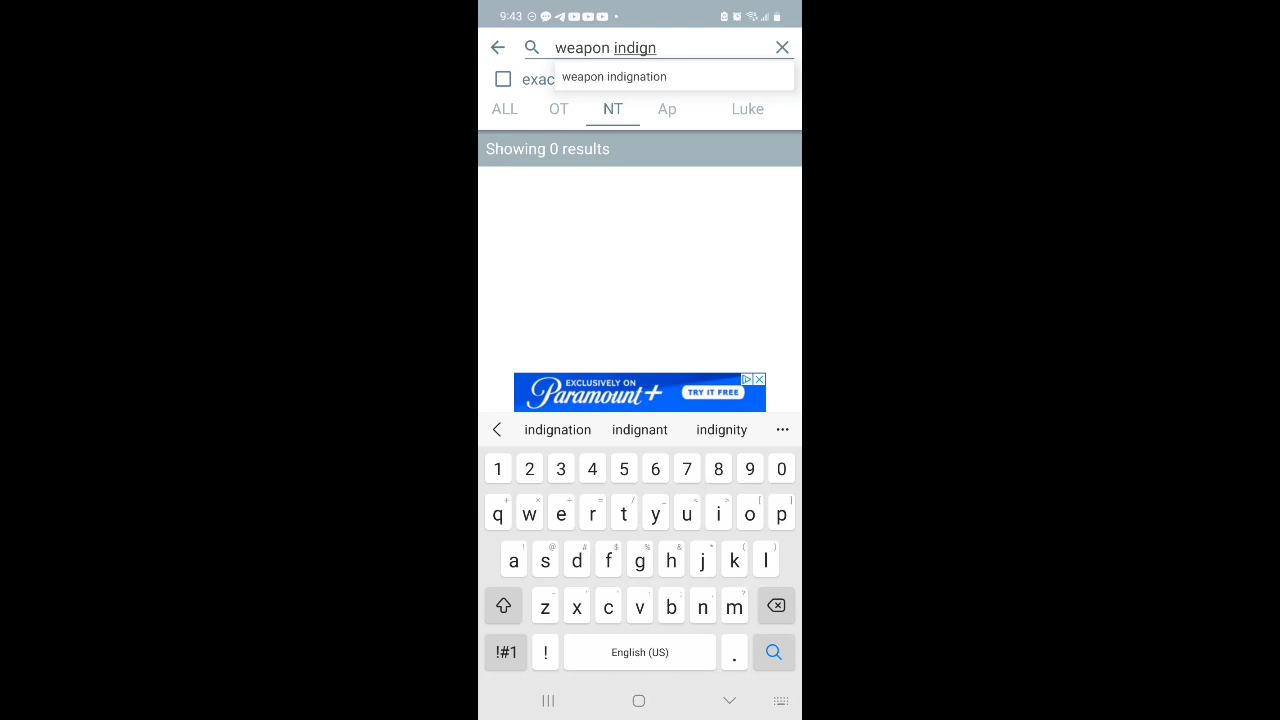 9:43
weapon indign
weapon indignation
exac
ALL OT NT Ap Luke
Showing 0 results
EXCLUSIVELY ON
Paramount+
TRY IT FREE
indignation indignant indignity
1 2 3 4 5 6 7 8 9 0
q w e r t y u i o p
a s d f g h j k l
z x c v b n m
!#1 ! English (US) .